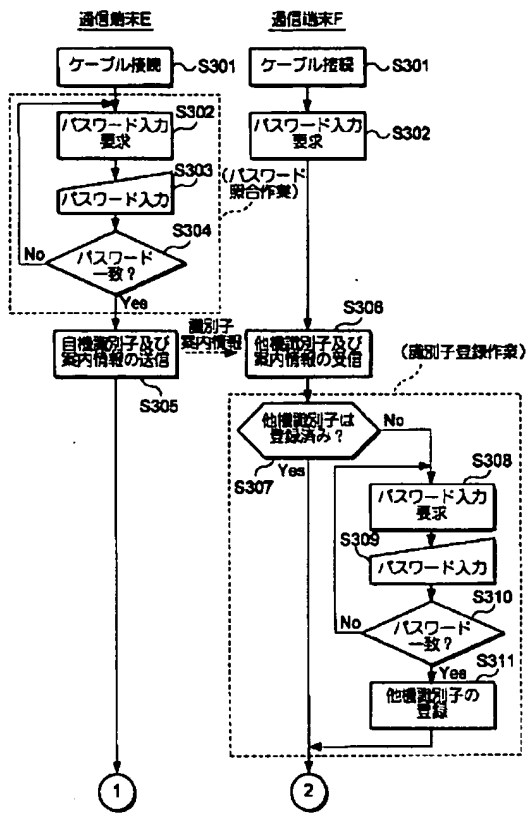 通信端末E
ケーブル接続
S301
S302
パスワード入力
要求
S303
パスワード入力
(パスワード
照合作業)
S304
No
パスワード
一致?
Yes
自機識別子及び
案内情報の送信
S305
識別子
案内情報
1
通信端末F
ケーブル接続
S301
パスワード入力
要求
S302
S306
他機識別子及び
案内情報の受信
(識別子登録作業)
他機識別子は
登録済み?
No
S307
Yes
S308
パスワード入力
要求
S309
パスワード入力
S310
No
パスワード
一致?
Yes
S311
他機識別子の
登録
2